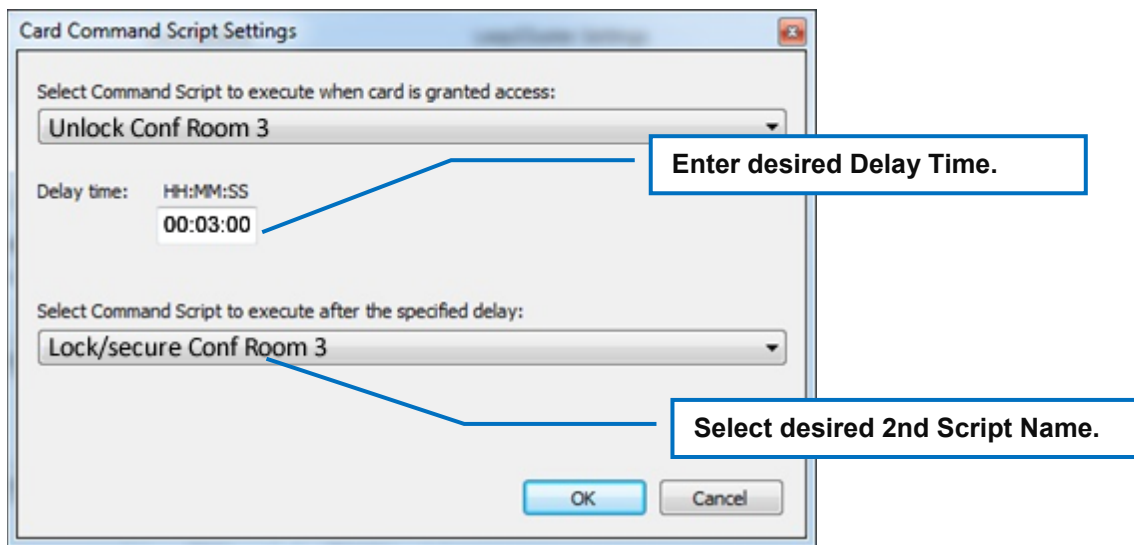 Card Command Script Settings
Select Command Script to execute when card is granted access:
Unlock Conf Room 3
Enter desired Delay Time.
Delay time: HH:MM:SS
00:03:00
Select Command Script to execute after the specified delay:
Lock/secure Conf Room 3
Select desired 2nd Script Name.
OK Cancel